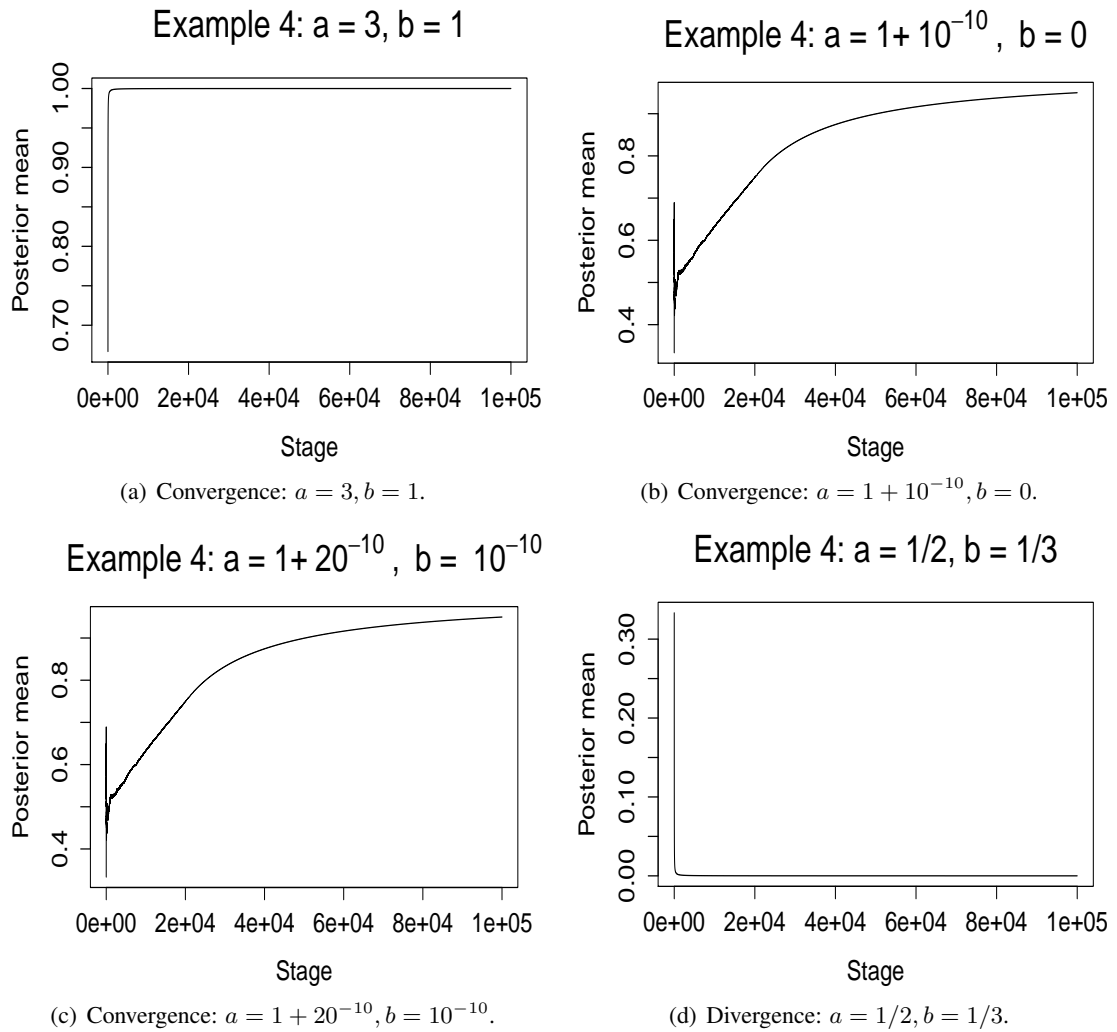 Example 4: a = 3, b = 1
Posterior mean
0.70 0.80 0.90 1.00
0e+00 2e+04 4e+04 6e+04 8e+04 1e+05
Stage
(a) Convergence: a = 3, b = 1.
Example 4: a = 1+ 10⁻¹⁰ , b = 0
Posterior mean
0.4 0.6 0.8
0e+00 2e+04 4e+04 6e+04 8e+04 1e+05
Stage
(b) Convergence: a = 1 + 10⁻¹⁰, b = 0.
Example 4: a = 1+ 20⁻¹⁰ , b = 10⁻¹⁰
Posterior mean
0.4 0.6 0.8
0e+00 2e+04 4e+04 6e+04 8e+04 1e+05
Stage
(c) Convergence: a = 1 + 20⁻¹⁰, b = 10⁻¹⁰.
Example 4: a = 1/2, b = 1/3
Posterior mean
0.00 0.10 0.20 0.30
0e+00 2e+04 4e+04 6e+04 8e+04 1e+05
Stage
(d) Divergence: a = 1/2, b = 1/3.